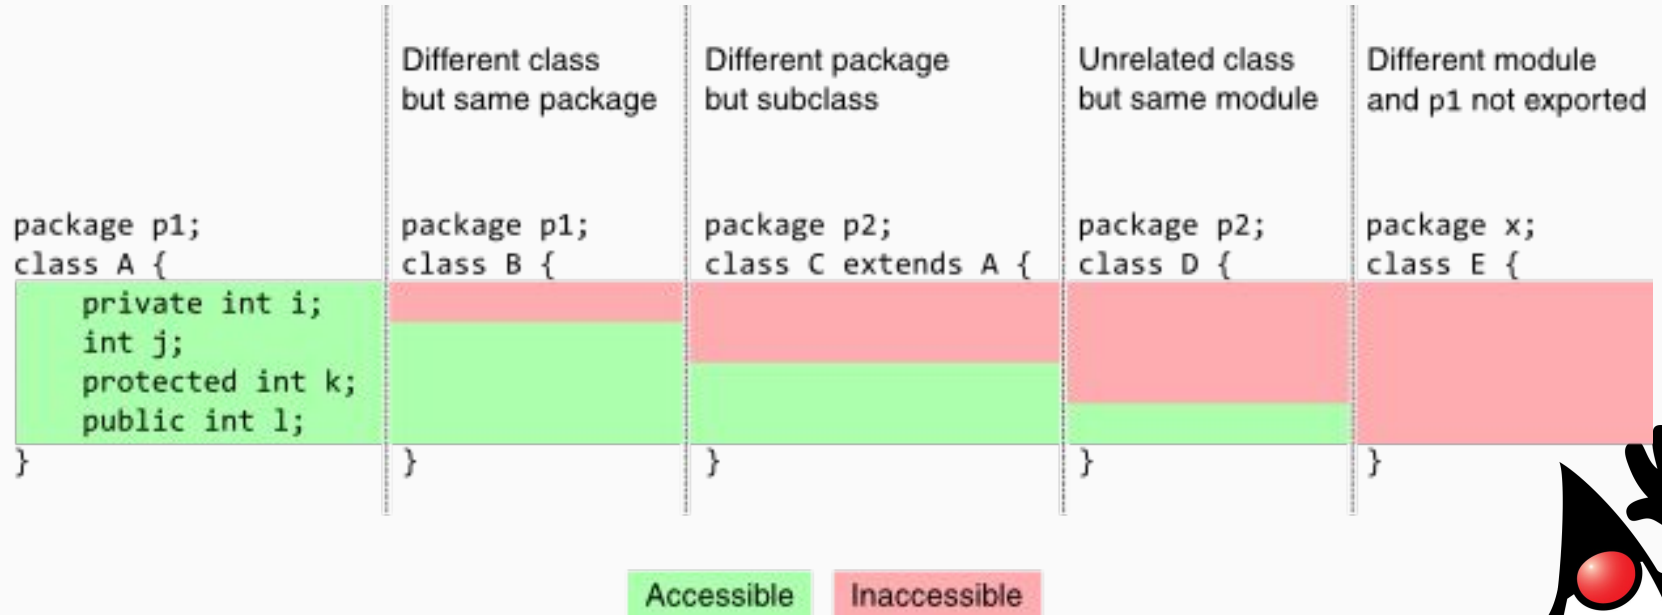 Different class
but same package
Different package
but subclass
Unrelated class
but same module
Different module
and p1 not exported
package p1;
class A {
    private int i;
    int j;
    protected int k;
    public int l;
}
package p1;
class B {
}
package p2;
class C extends A {
}
package p2;
class D {
}
package x;
class E {
}
Accessible
Inaccessible